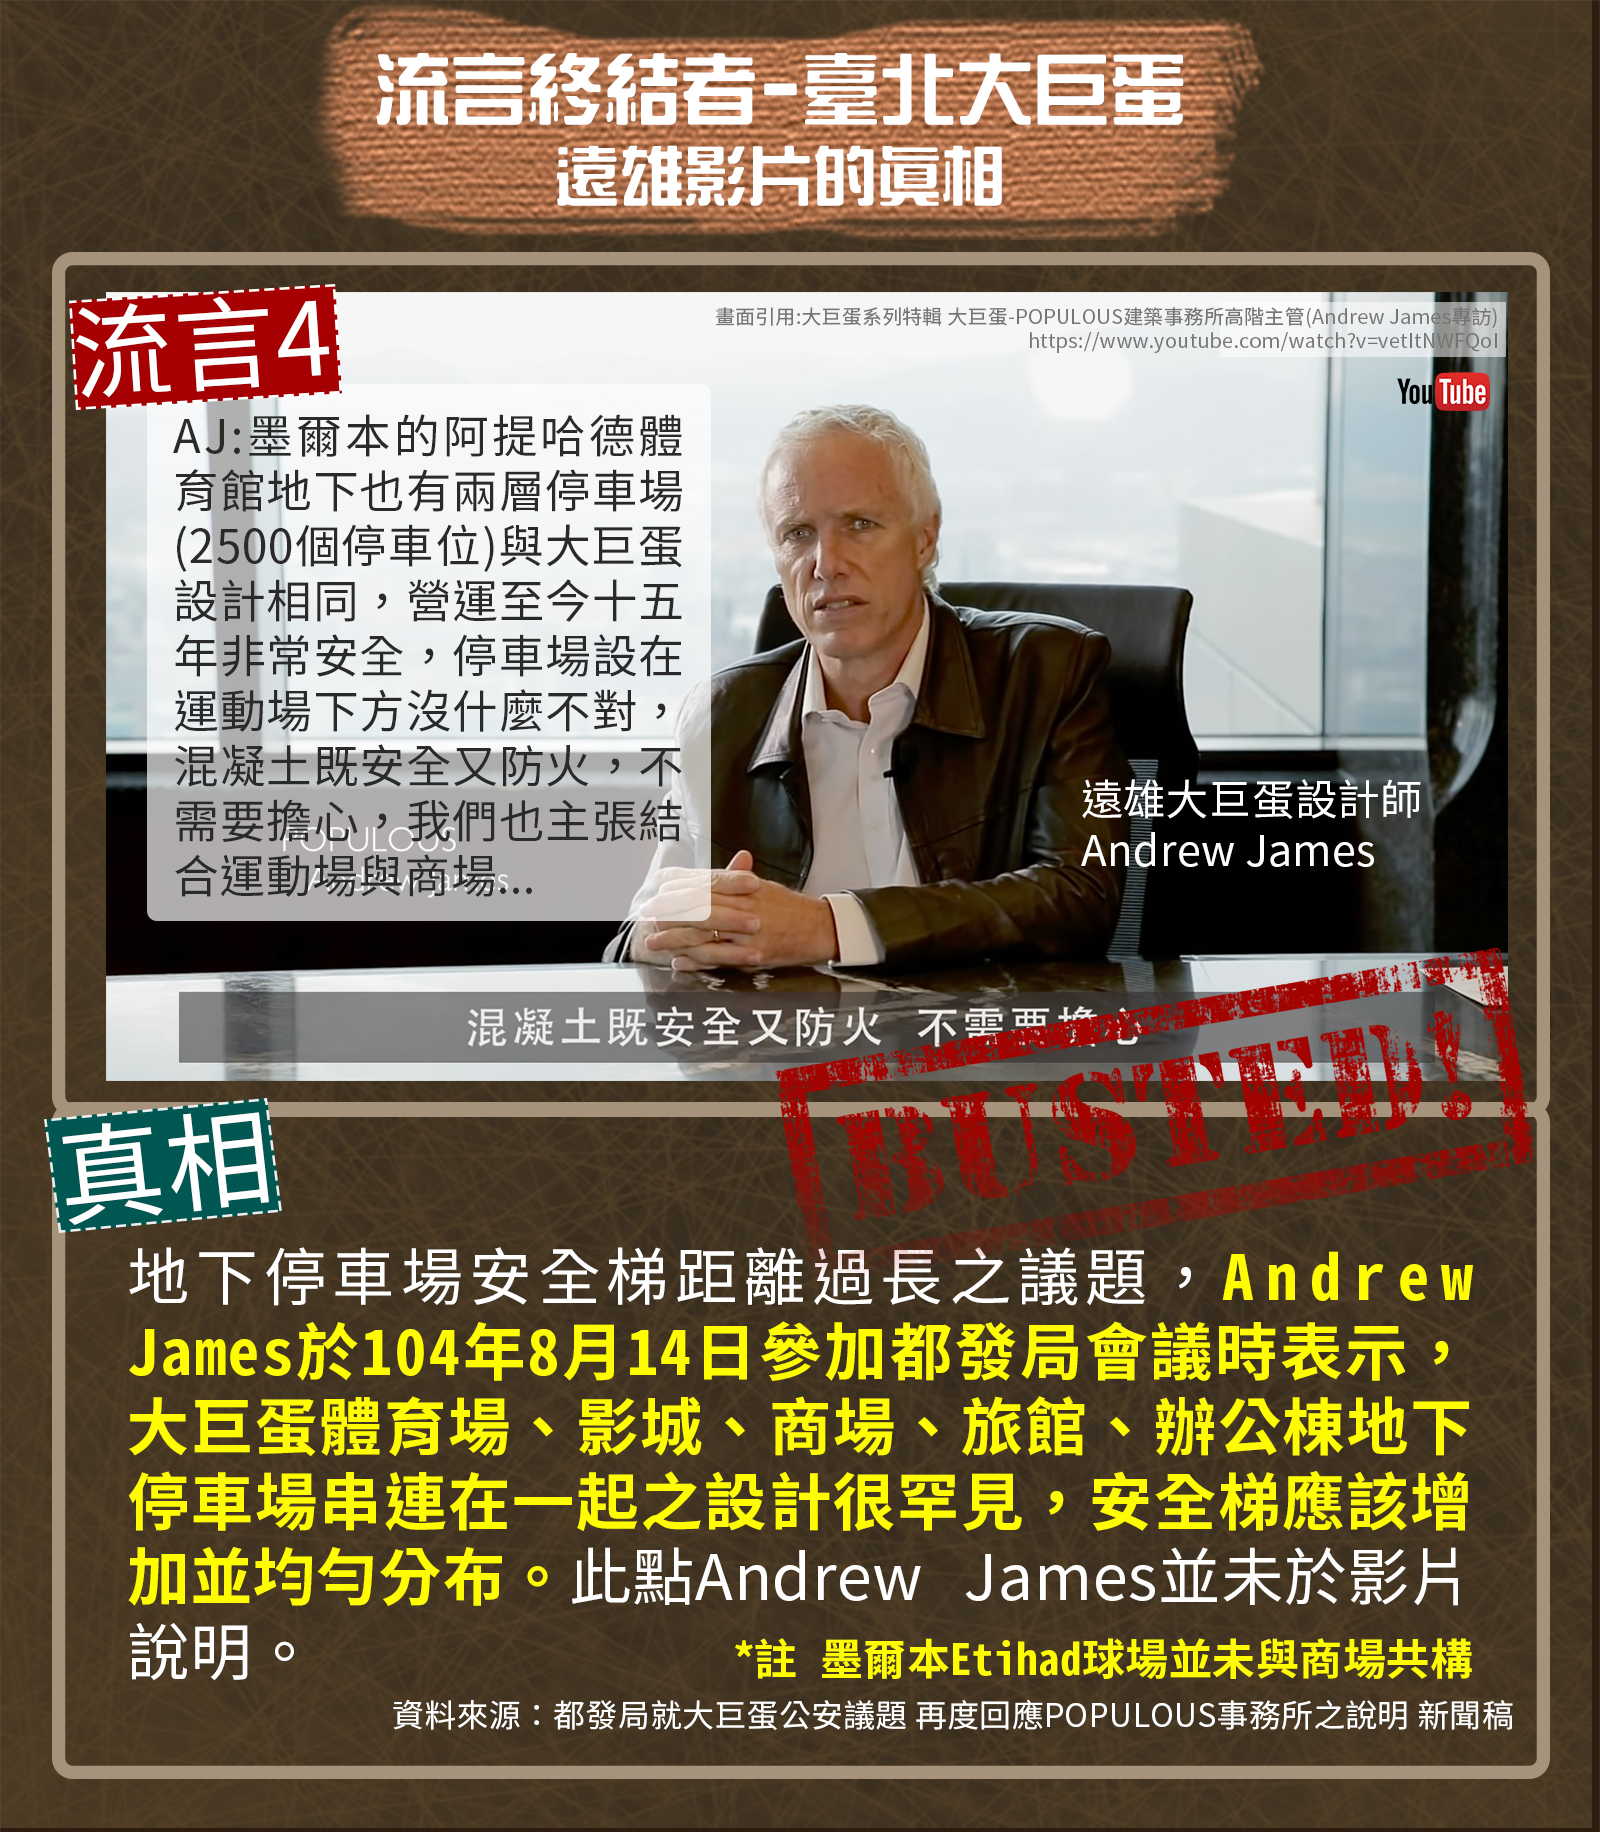 流言終結者-臺北大巨蛋
遠雄影片的真相
流言4
畫面引用:大巨蛋系列特輯 大巨蛋-POPULOUS建築事務所高階主管(Andrew James專訪)
https://www.youtube.com/watch?v=vetItNWFQoI
YouTube
AJ:墨爾本的阿提哈德體
育館地下也有兩層停車場
(2500個停車位)與大巨蛋
設計相同，營運至今十五
年非常安全，停車場設在
運動場下方沒什麼不對，
混凝土既安全又防火，不
需要擔心，我們也主張結
合運動場與商場...
POPULOUS
Andrew James
遠雄大巨蛋設計師
Andrew James
混凝土既安全又防火 不需要擔心
BUSTED!
真相
地下停車場安全梯距離過長之議題，Andrew
James於104年8月14日參加都發局會議時表示，
大巨蛋體育場、影城、商場、旅館、辦公棟地下
停車場串連在一起之設計很罕見，安全梯應該增
加並均勻分布。此點Andrew James並未於影片
說明。
*註 墨爾本Etihad球場並未與商場共構
資料來源：都發局就大巨蛋公安議題 再度回應POPULOUS事務所之說明 新聞稿